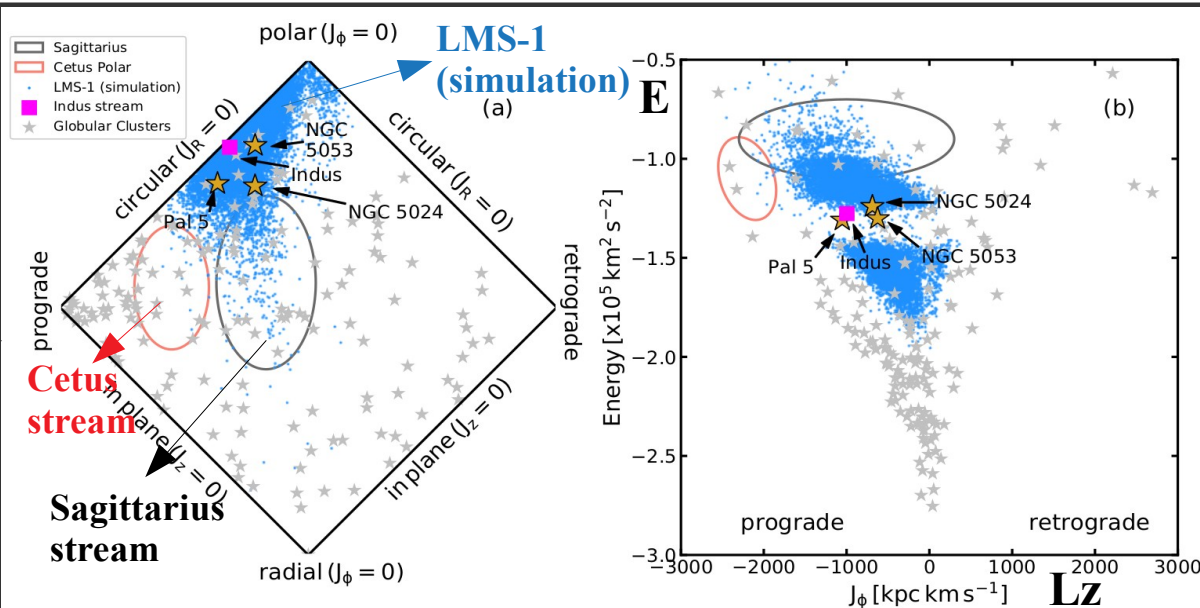 polar (Jϕ = 0)
LMS-1
(simulation)
Sagittarius
Cetus Polar
LMS-1 (simulation)
Indus stream
Globular Clusters
(a)
circular (JR = 0)
circular (JR = 0)
NGC
5053
Indus
NGC 5024
Pal 5
prograde
retrograde
Cetus
stream
in plane (Jz = 0)
in plane (Jz = 0)
Sagittarius
stream
radial (Jϕ = 0)
E
(b)
−0.5
−1.0
−1.5
−2.0
−2.5
−3.0
Energy [x10⁵ km² s⁻²]
NGC 5024
Pal 5
Indus
NGC 5053
prograde
retrograde
−3000
−2000
−1000
0
1000
2000
3000
Jϕ [kpc km s⁻¹]
Lz